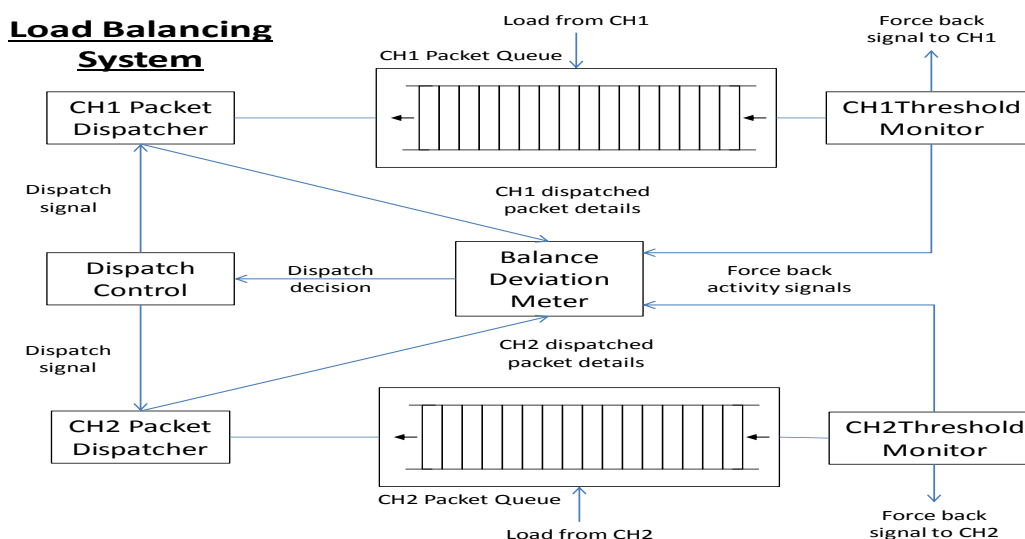 Load Balancing
System
Load from CH1
Force back
signal to CH1
CH1 Packet Queue
CH1 Packet
Dispatcher
CH1Threshold
Monitor
Dispatch
signal
CH1 dispatched
packet details
Dispatch
Control
Dispatch
decision
Balance
Deviation
Meter
Force back
activity signals
Dispatch
signal
CH2 dispatched
packet details
CH2 Packet
Dispatcher
CH2Threshold
Monitor
CH2 Packet Queue
Load from CH2
Force back
signal to CH2